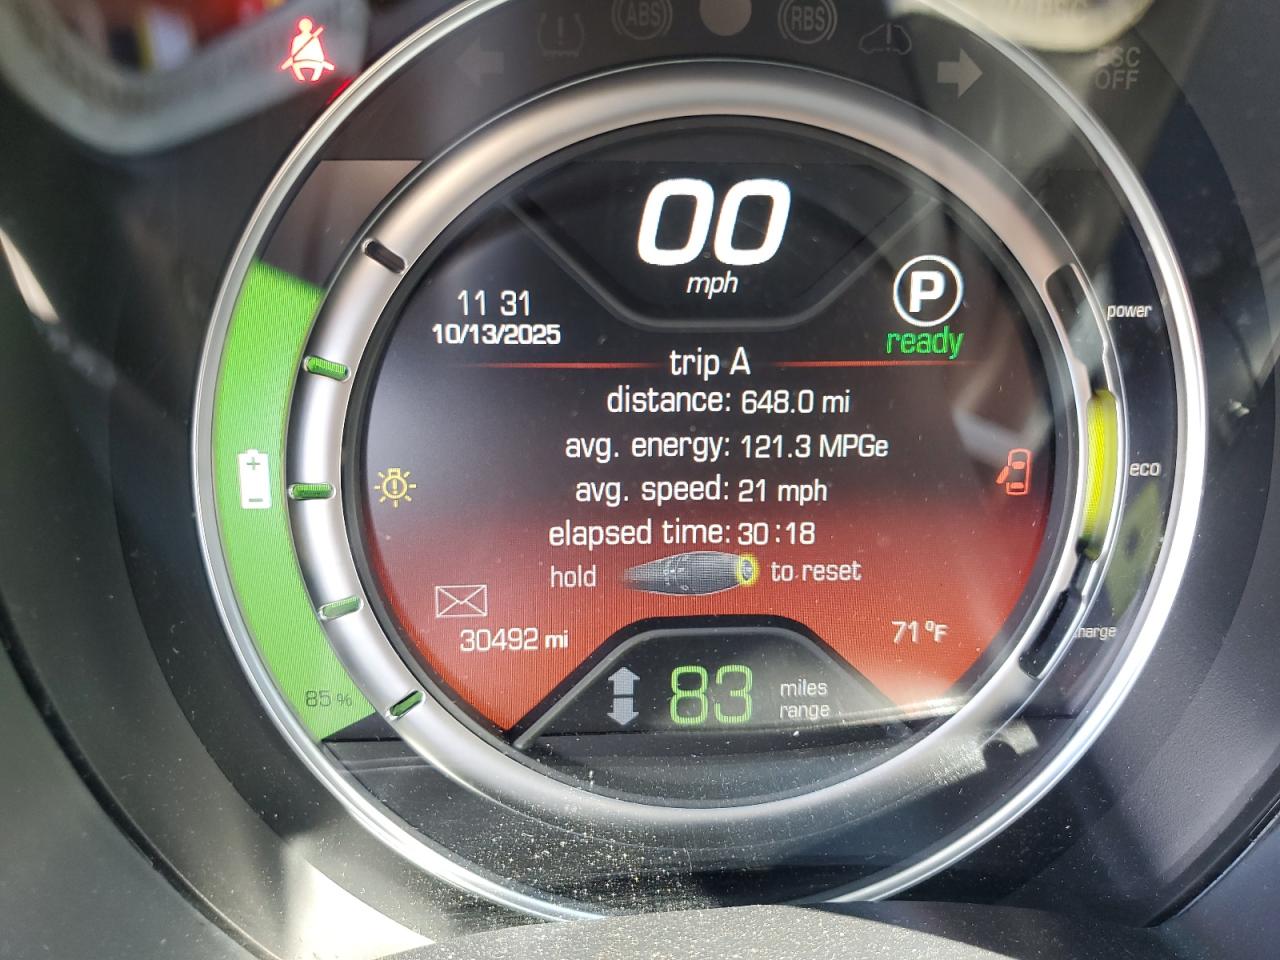 ABS
RBS
ESC
OFF
00
mph
P
ready
11 31
10/13/2025
power
trip A
distance: 648.0 mi
avg. energy: 121.3 MPGe
avg. speed: 21 mph
eco
elapsed time: 30:18
hold to reset
30492 mi
71°F
85 %
83 miles
range